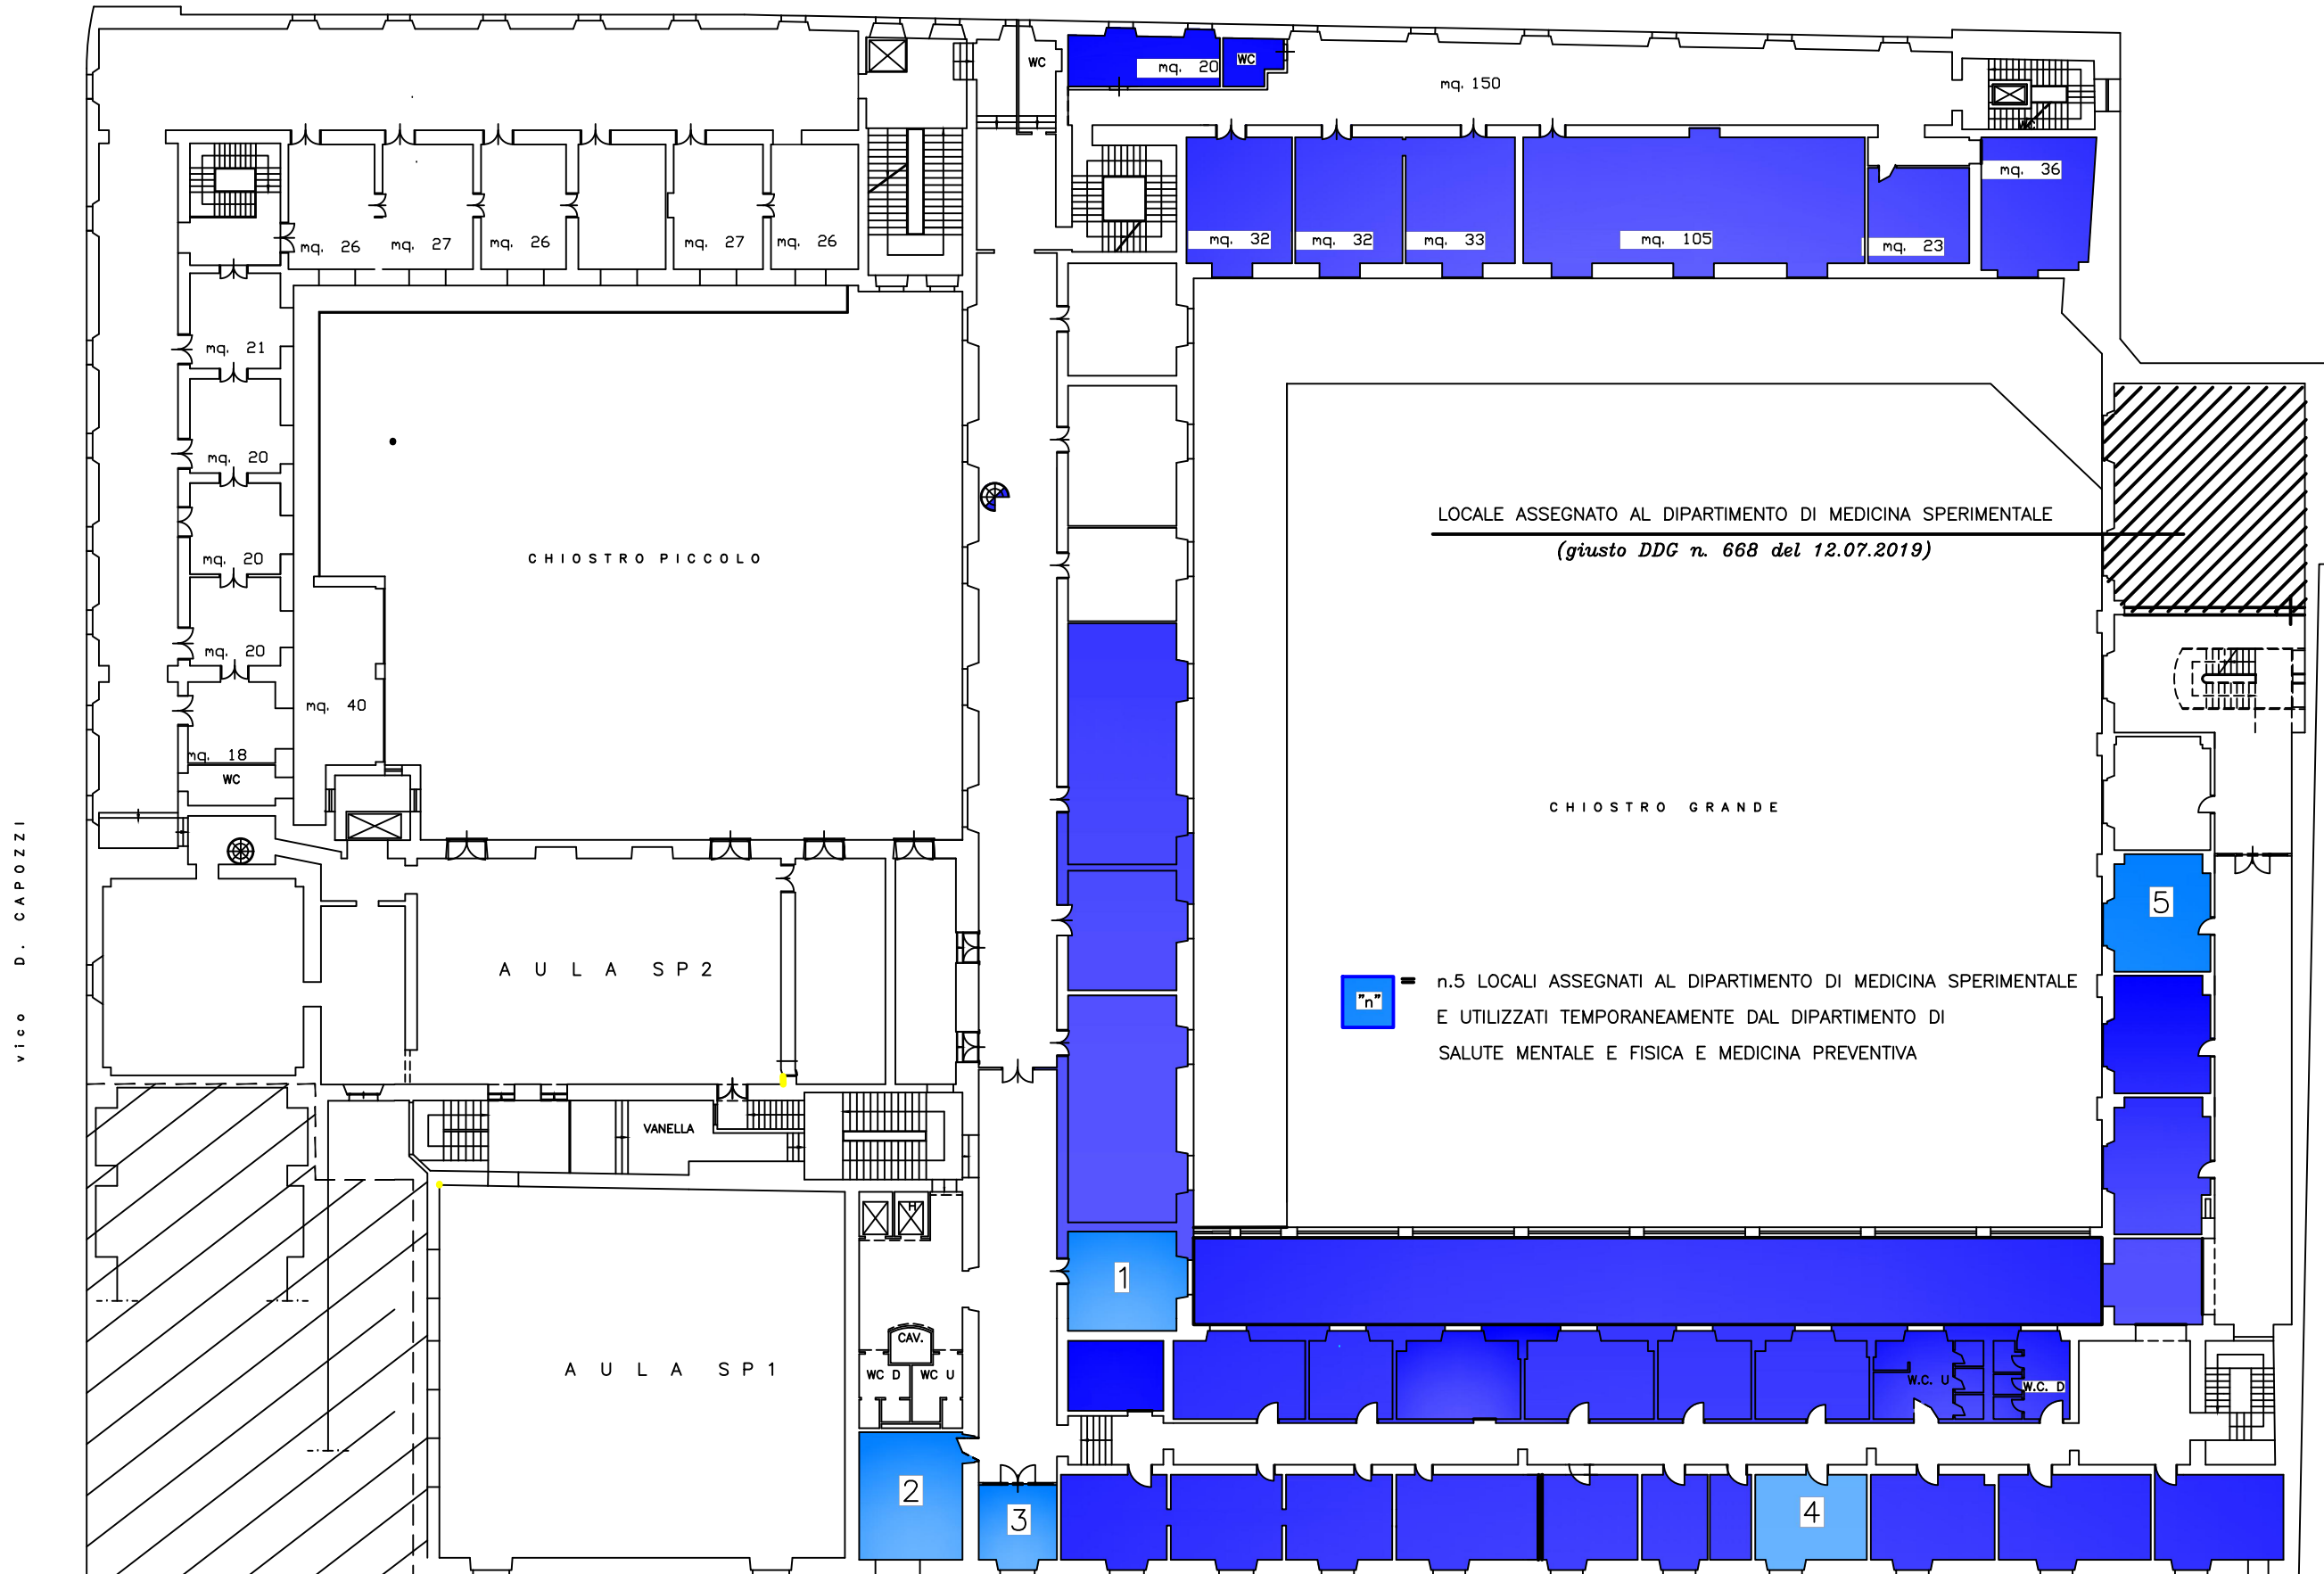 WC
mq. 20
WC
mq. 150
WC
mq. 36
mq. 26
mq. 27
mq. 26
mq. 27
mq. 26
mq. 32
mq. 32
mq. 33
mq. 105
mq. 23
mq. 21
mq. 20
mq. 20
mq. 20
mq. 40
mq. 18
WC
CHIOSTRO PICCOLO
LOCALE ASSEGNATO AL DIPARTIMENTO DI MEDICINA SPERIMENTALE
(giusto DDG n. 668 del 12.07.2019)
CHIOSTRO GRANDE
vico D. CAPOZZI
AULA SP2
5
"n" = n.5 LOCALI ASSEGNATI AL DIPARTIMENTO DI MEDICINA SPERIMENTALE
E UTILIZZATI TEMPORANEAMENTE DAL DIPARTIMENTO DI
SALUTE MENTALE E FISICA E MEDICINA PREVENTIVA
VANELLA
H
1
CAV.
WC D
WC U
AULA SP1
W.C. U
W.C. D
2
3
4